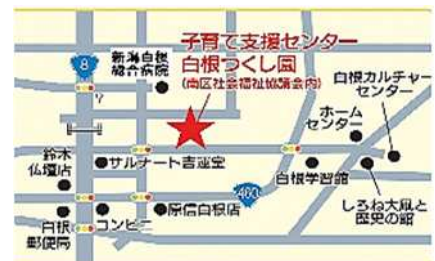 子育て支援センター
白根つくし園
(南区社会福祉協議会内)
8
新潟白根
総合病院
白根カルチャー
センター
ホーム
センター
鈴木
仏壇店
サルナート吉運堂
白根学習館
460
しろね大凧と
歴史の館
白根
郵便局
コンビニ
原信白根店